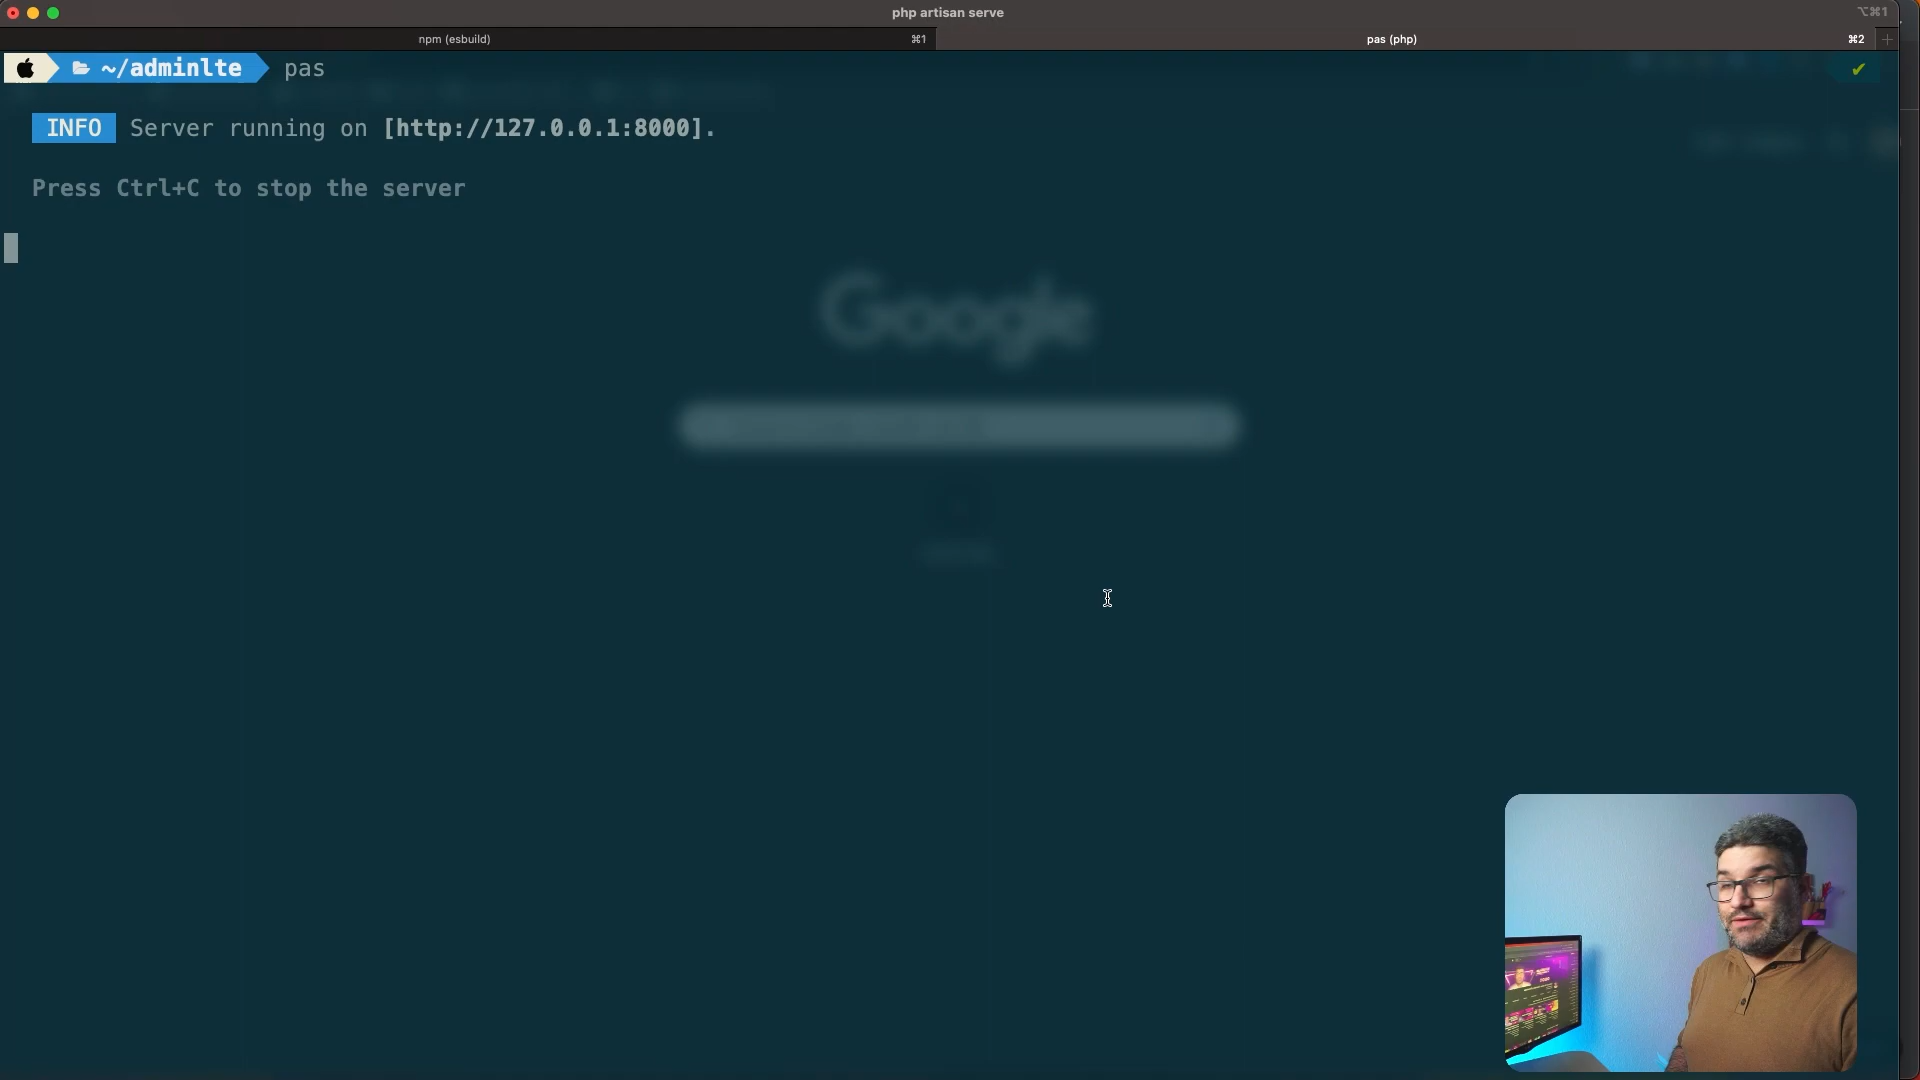 php artisan serve
⌥⌘1
npm (esbuild) ⌘1
pas (php) ⌘2
~/adminlte pas ✔
INFO Server running on [http://127.0.0.1:8000].
Press Ctrl+C to stop the server
Google